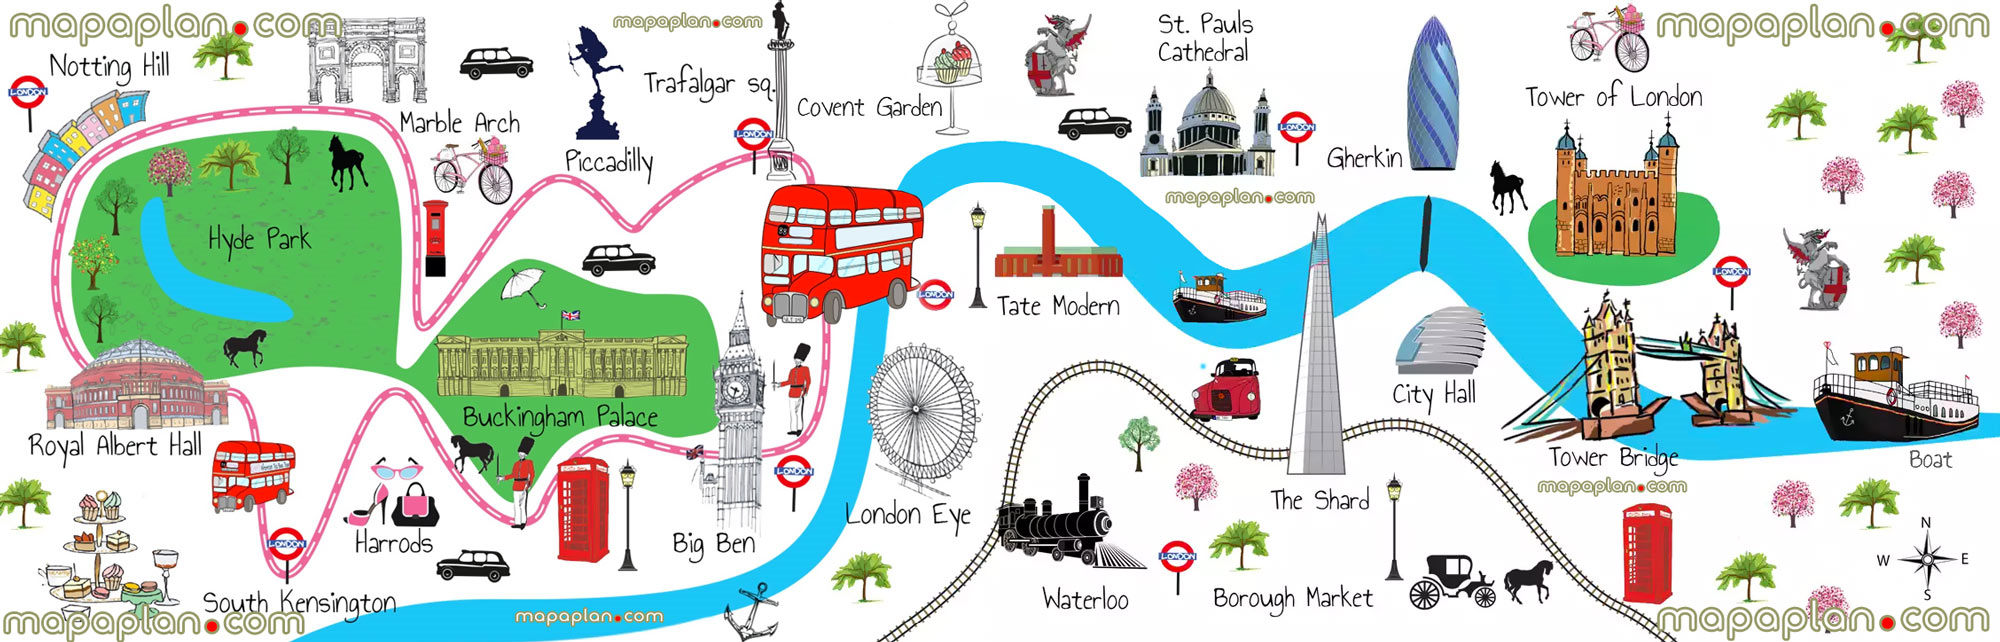 mapaplan.com
mapaplan.com
mapaplan.com
Notting Hill
LONDON
Marble Arch
Piccadilly
Trafalgar sq.
LONDON
Covent Garden
St. Pauls
Cathedral
LONDON
mapaplan.com
Gherkin
Tower of London
Hyde Park
Tate Modern
LONDON
LONDON
Buckingham Palace
Royal Albert Hall
City Hall
Tower Bridge
mapaplan.com
Boat
London Eye
The Shard
Harrods
LONDON
Big Ben
LONDON
South Kensington
Waterloo
LONDON
Borough Market
N
W
E
S
mapaplan.com
mapaplan.com
mapaplan.com